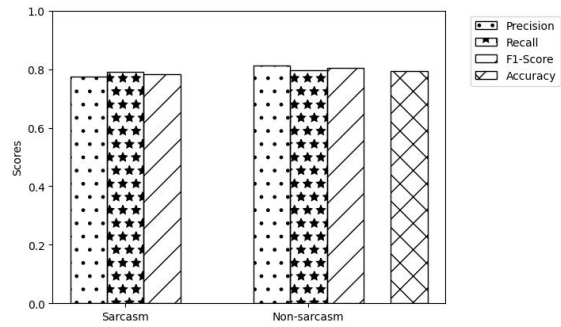 1.0
0.8
0.6
0.4
0.2
0.0
Scores
Sarcasm
Non-sarcasm
Precision
Recall
F1-Score
Accuracy